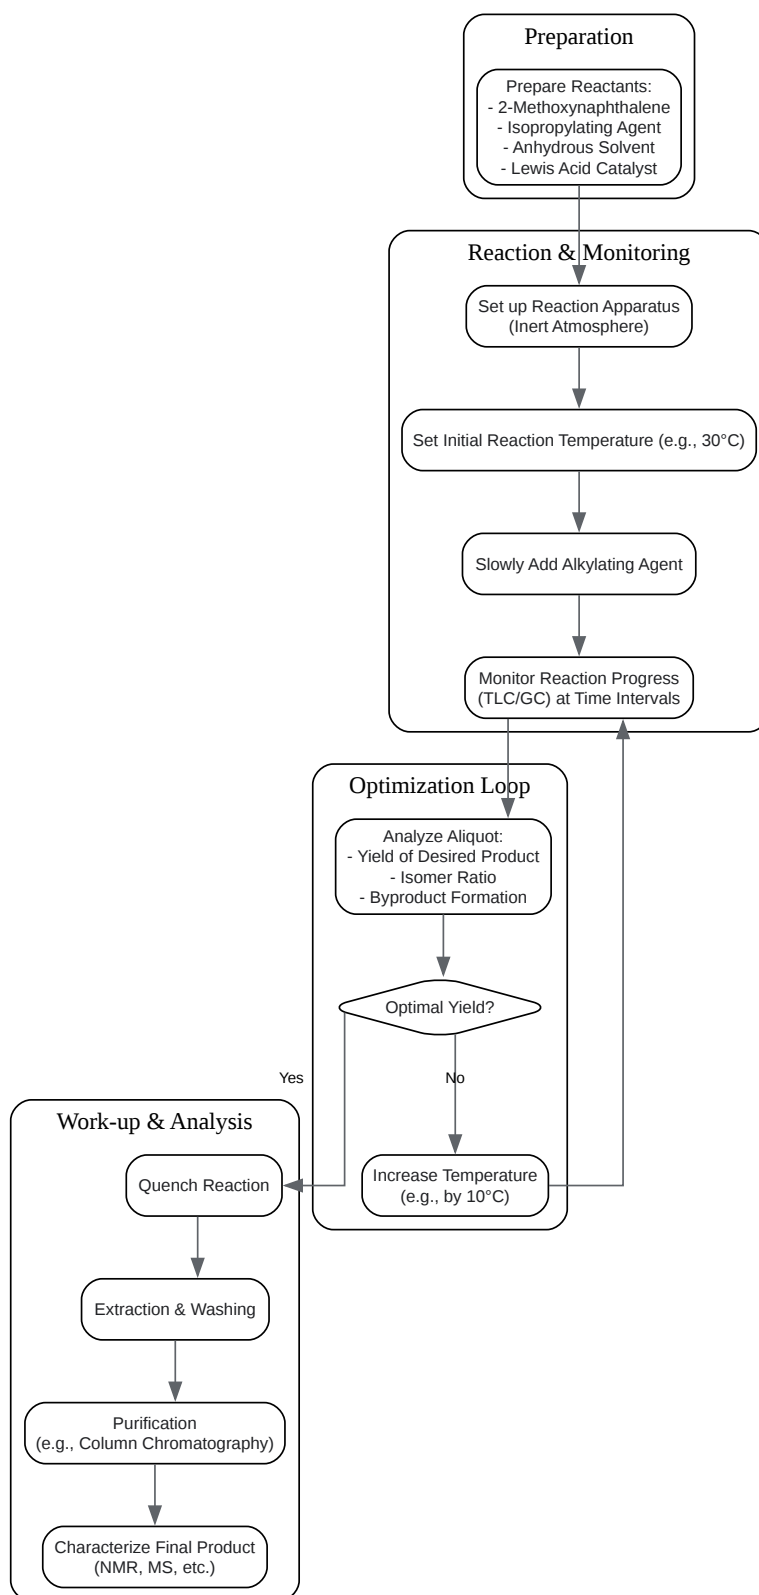 Preparation
Prepare Reactants:
- 2-Methoxynaphthalene
- Isopropylating Agent
- Anhydrous Solvent
- Lewis Acid Catalyst
Reaction & Monitoring
Set up Reaction Apparatus
(Inert Atmosphere)
Set Initial Reaction Temperature (e.g., 30°C)
Slowly Add Alkylating Agent
Monitor Reaction Progress
(TLC/GC) at Time Intervals
Optimization Loop
Analyze Aliquot:
- Yield of Desired Product
- Isomer Ratio
- Byproduct Formation
Optimal Yield?
Yes
No
Increase Temperature
(e.g., by 10°C)
Work-up & Analysis
Quench Reaction
Extraction & Washing
Purification
(e.g., Column Chromatography)
Characterize Final Product
(NMR, MS, etc.)